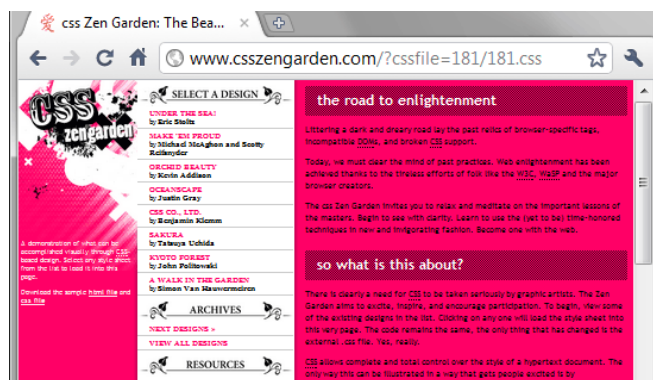 css Zen Garden: The Bea...
www.csszengarden.com/?cssfile=181/181.css
CSS
zengarden
A demonstration of what can be
accomplished visually through CSS-
based design. Select any style sheet
from the list to load it into this
page.
Download the sample html file and
css file
SELECT A DESIGN
UNDER THE SEA!
by Eric Stoltz
MAKE 'EM PROUD
by Michael McAghon and Scotty
Reifsnyder
ORCHID BEAUTY
by Kevin Addison
OCEANSCAPE
by Justin Gray
CSS CO., LTD.
by Benjamin Klemm
SAKURA
by Tatsuya Uchida
KYOTO FOREST
by John Politowski
A WALK IN THE GARDEN
by Simon Van Hauwermeiren
ARCHIVES
NEXT DESIGNS »
VIEW ALL DESIGNS
RESOURCES
the road to enlightenment
Littering a dark and dreary road lay the past relics of browser-specific tags,
incompatible DOMs, and broken CSS support.
Today, we must clear the mind of past practices. Web enlightenment has been
achieved thanks to the tireless efforts of folk like the W3C, WaSP and the major
browser creators.
The css Zen Garden invites you to relax and meditate on the important lessons of
the masters. Begin to see with clarity. Learn to use the (yet to be) time-honored
techniques in new and invigorating fashion. Become one with the web.
so what is this about?
There is clearly a need for CSS to be taken seriously by graphic artists. The Zen
Garden aims to excite, inspire, and encourage participation. To begin, view some
of the existing designs in the list. Clicking on any one will load the style sheet into
this very page. The code remains the same, the only thing that has changed is the
external .css file. Yes, really.
CSS allows complete and total control over the style of a hypertext document. The
only way this can be illustrated in a way that gets people excited is by